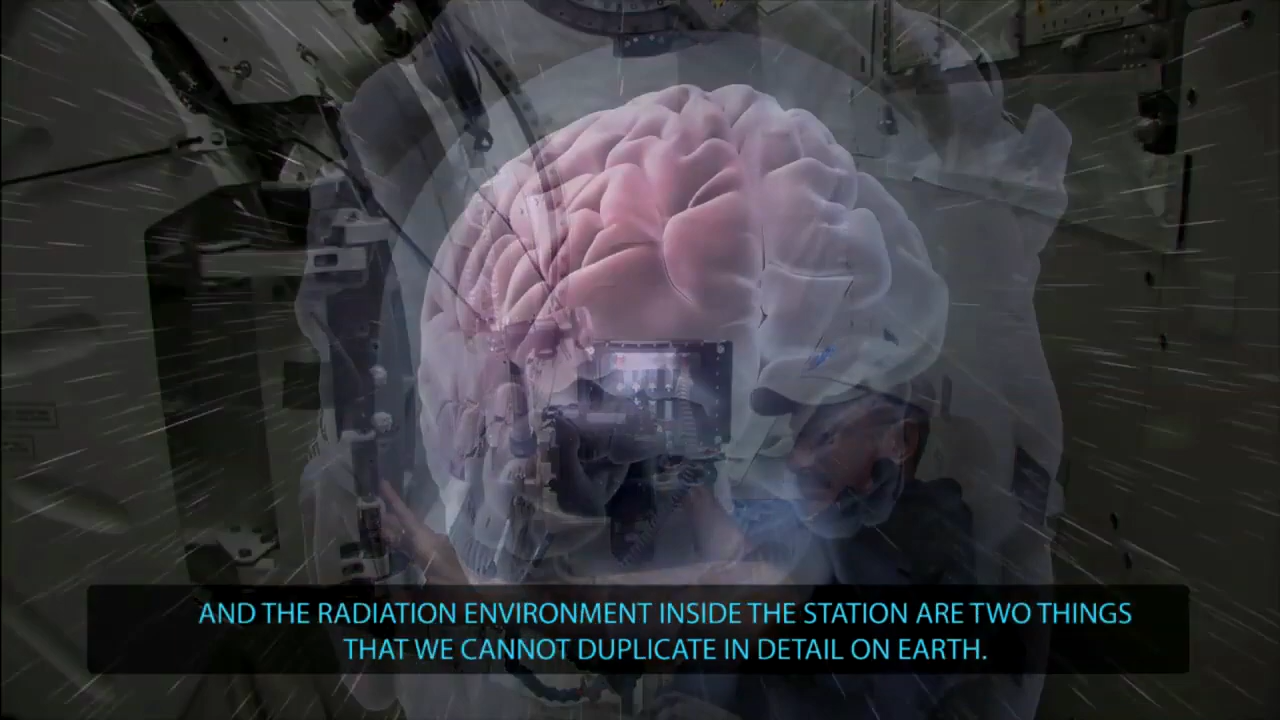 AND THE RADIATION ENVIRONMENT INSIDE THE STATION ARE TWO THINGS
THAT WE CANNOT DUPLICATE IN DETAIL ON EARTH.